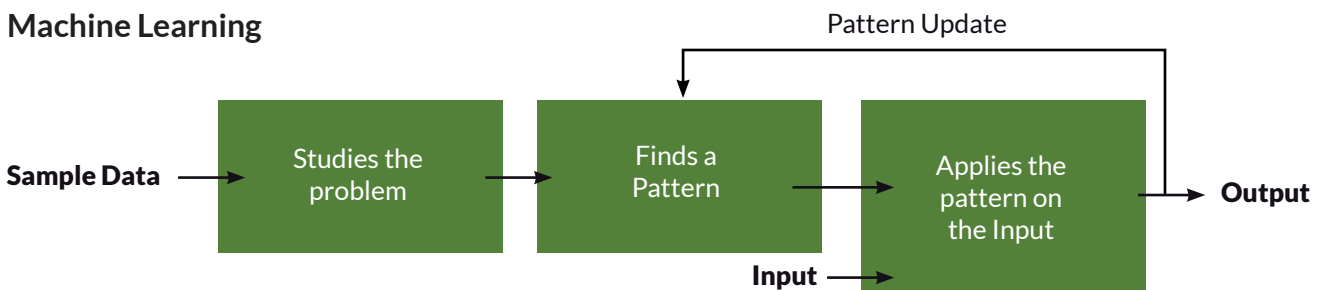 Machine Learning
Pattern Update
Sample Data
Studies the
problem
Finds a
Pattern
Applies the
pattern on
the Input
Output
Input